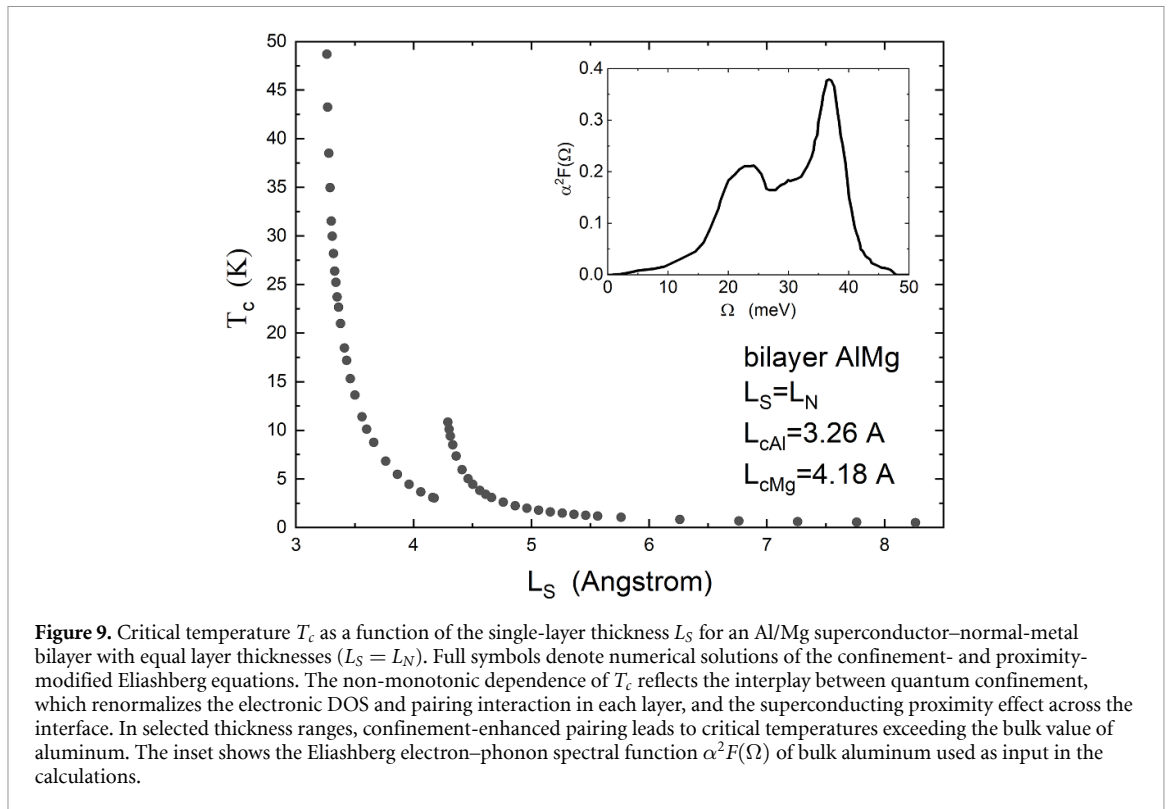 50
45
40
35
30
25
20
15
10
5
0
T_c (K)
3 4 5 6 7 8
L_S (Angstrom)
0.4
0.3
0.2
0.1
0.0
α²F(Ω)
0 10 20 30 40 50
Ω (meV)
bilayer AlMg
L_S=L_N
L_cAl=3.26 A
L_cMg=4.18 A
Figure 9. Critical temperature T_c as a function of the single-layer thickness L_S for an Al/Mg superconductor–normal-metal
bilayer with equal layer thicknesses (L_S = L_N). Full symbols denote numerical solutions of the confinement- and proximity-
modified Eliashberg equations. The non-monotonic dependence of T_c reflects the interplay between quantum confinement,
which renormalizes the electronic DOS and pairing interaction in each layer, and the superconducting proximity effect across the
interface. In selected thickness ranges, confinement-enhanced pairing leads to critical temperatures exceeding the bulk value of
aluminum. The inset shows the Eliashberg electron–phonon spectral function α²F(Ω) of bulk aluminum used as input in the
calculations.